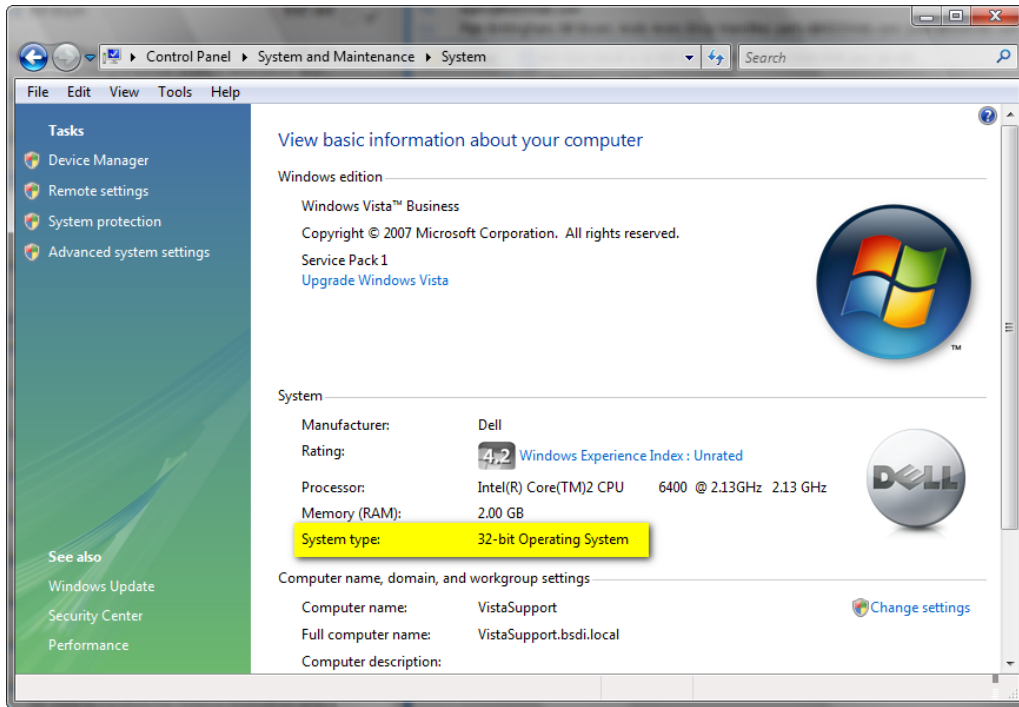 Control Panel ▸ System and Maintenance ▸ System
Search
File Edit View Tools Help
Tasks
Device Manager
Remote settings
System protection
Advanced system settings
See also
Windows Update
Security Center
Performance
View basic information about your computer
Windows edition
Windows Vista™ Business
Copyright © 2007 Microsoft Corporation. All rights reserved.
Service Pack 1
Upgrade Windows Vista
TM
System
Manufacturer: Dell
Rating: 4.2 Windows Experience Index : Unrated
Processor: Intel(R) Core(TM)2 CPU 6400 @ 2.13GHz 2.13 GHz
Memory (RAM): 2.00 GB
System type: 32-bit Operating System
DELL
Computer name, domain, and workgroup settings
Computer name: VistaSupport
Change settings
Full computer name: VistaSupport.bsdi.local
Computer description: